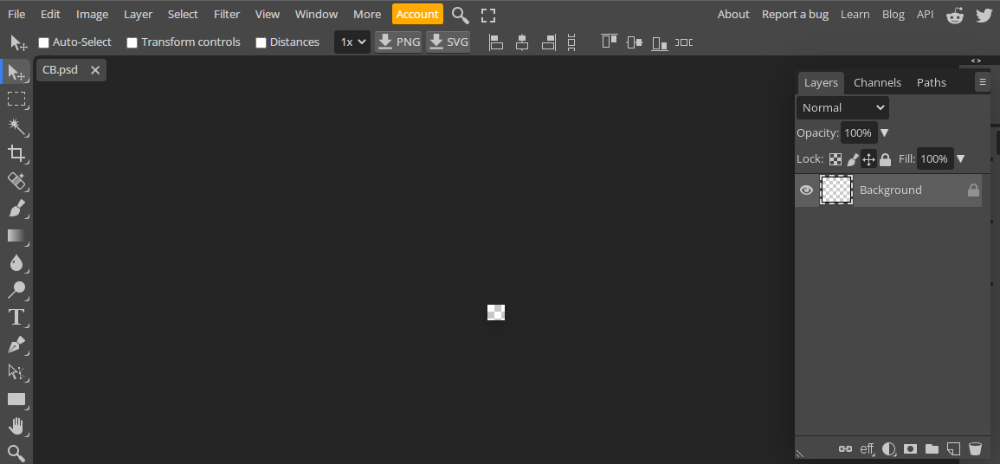 File Edit Image Layer Select Filter View Window More Account About Report a bug Learn Blog API
Auto-Select Transform controls Distances 1x PNG SVG
CB.psd
< >
Layers Channels Paths
Normal
Opacity: 100%
Lock: Fill: 100%
Background
T
eff